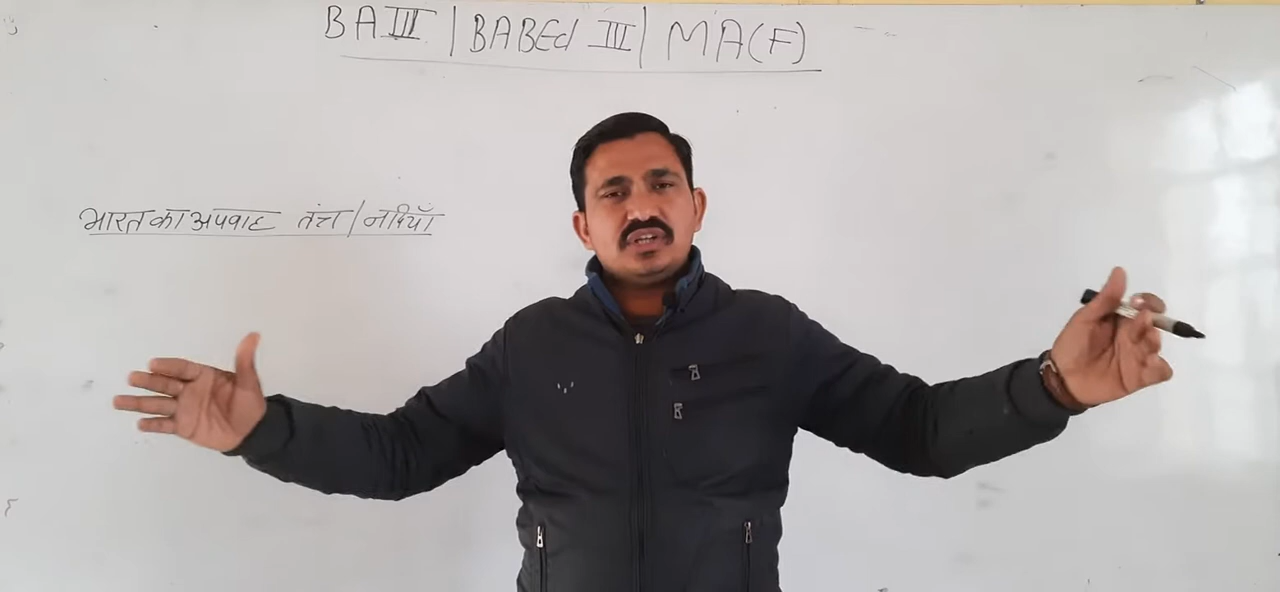 BA III | BABEd III | MA(F)
भारत का अपवाह तंत्र / नदियाँ